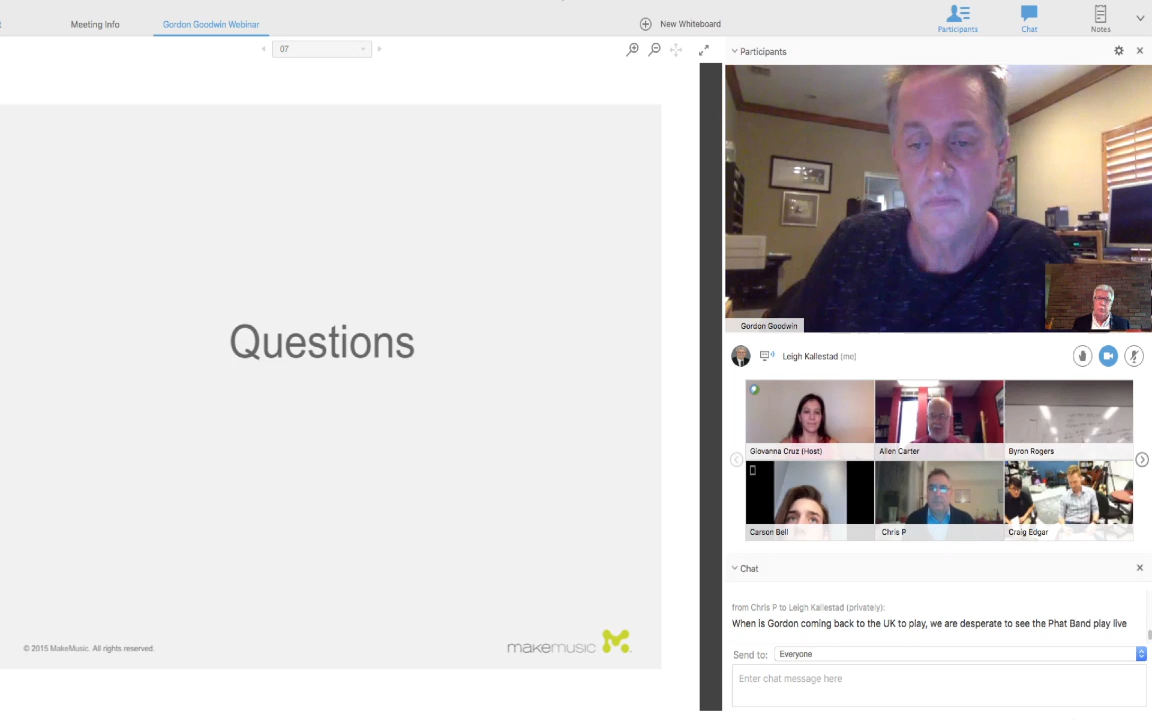 Meeting Info
Gordon Goodwin Webinar
New Whiteboard
Participants
Chat
Notes
07
Participants
Questions
Gordon Goodwin
Leigh Kallestad (me)
Giovanna Cruz (Host)
Allen Carter
Byron Rogers
Carson Bell
Chris P
Craig Edgar
Chat
from Chris P to Leigh Kallestad (privately):
When is Gordon coming back to the UK to play, we are desperate to see the Phat Band play live
Send to:
Everyone
Enter chat message here
© 2015 MakeMusic. All rights reserved.
makemusic